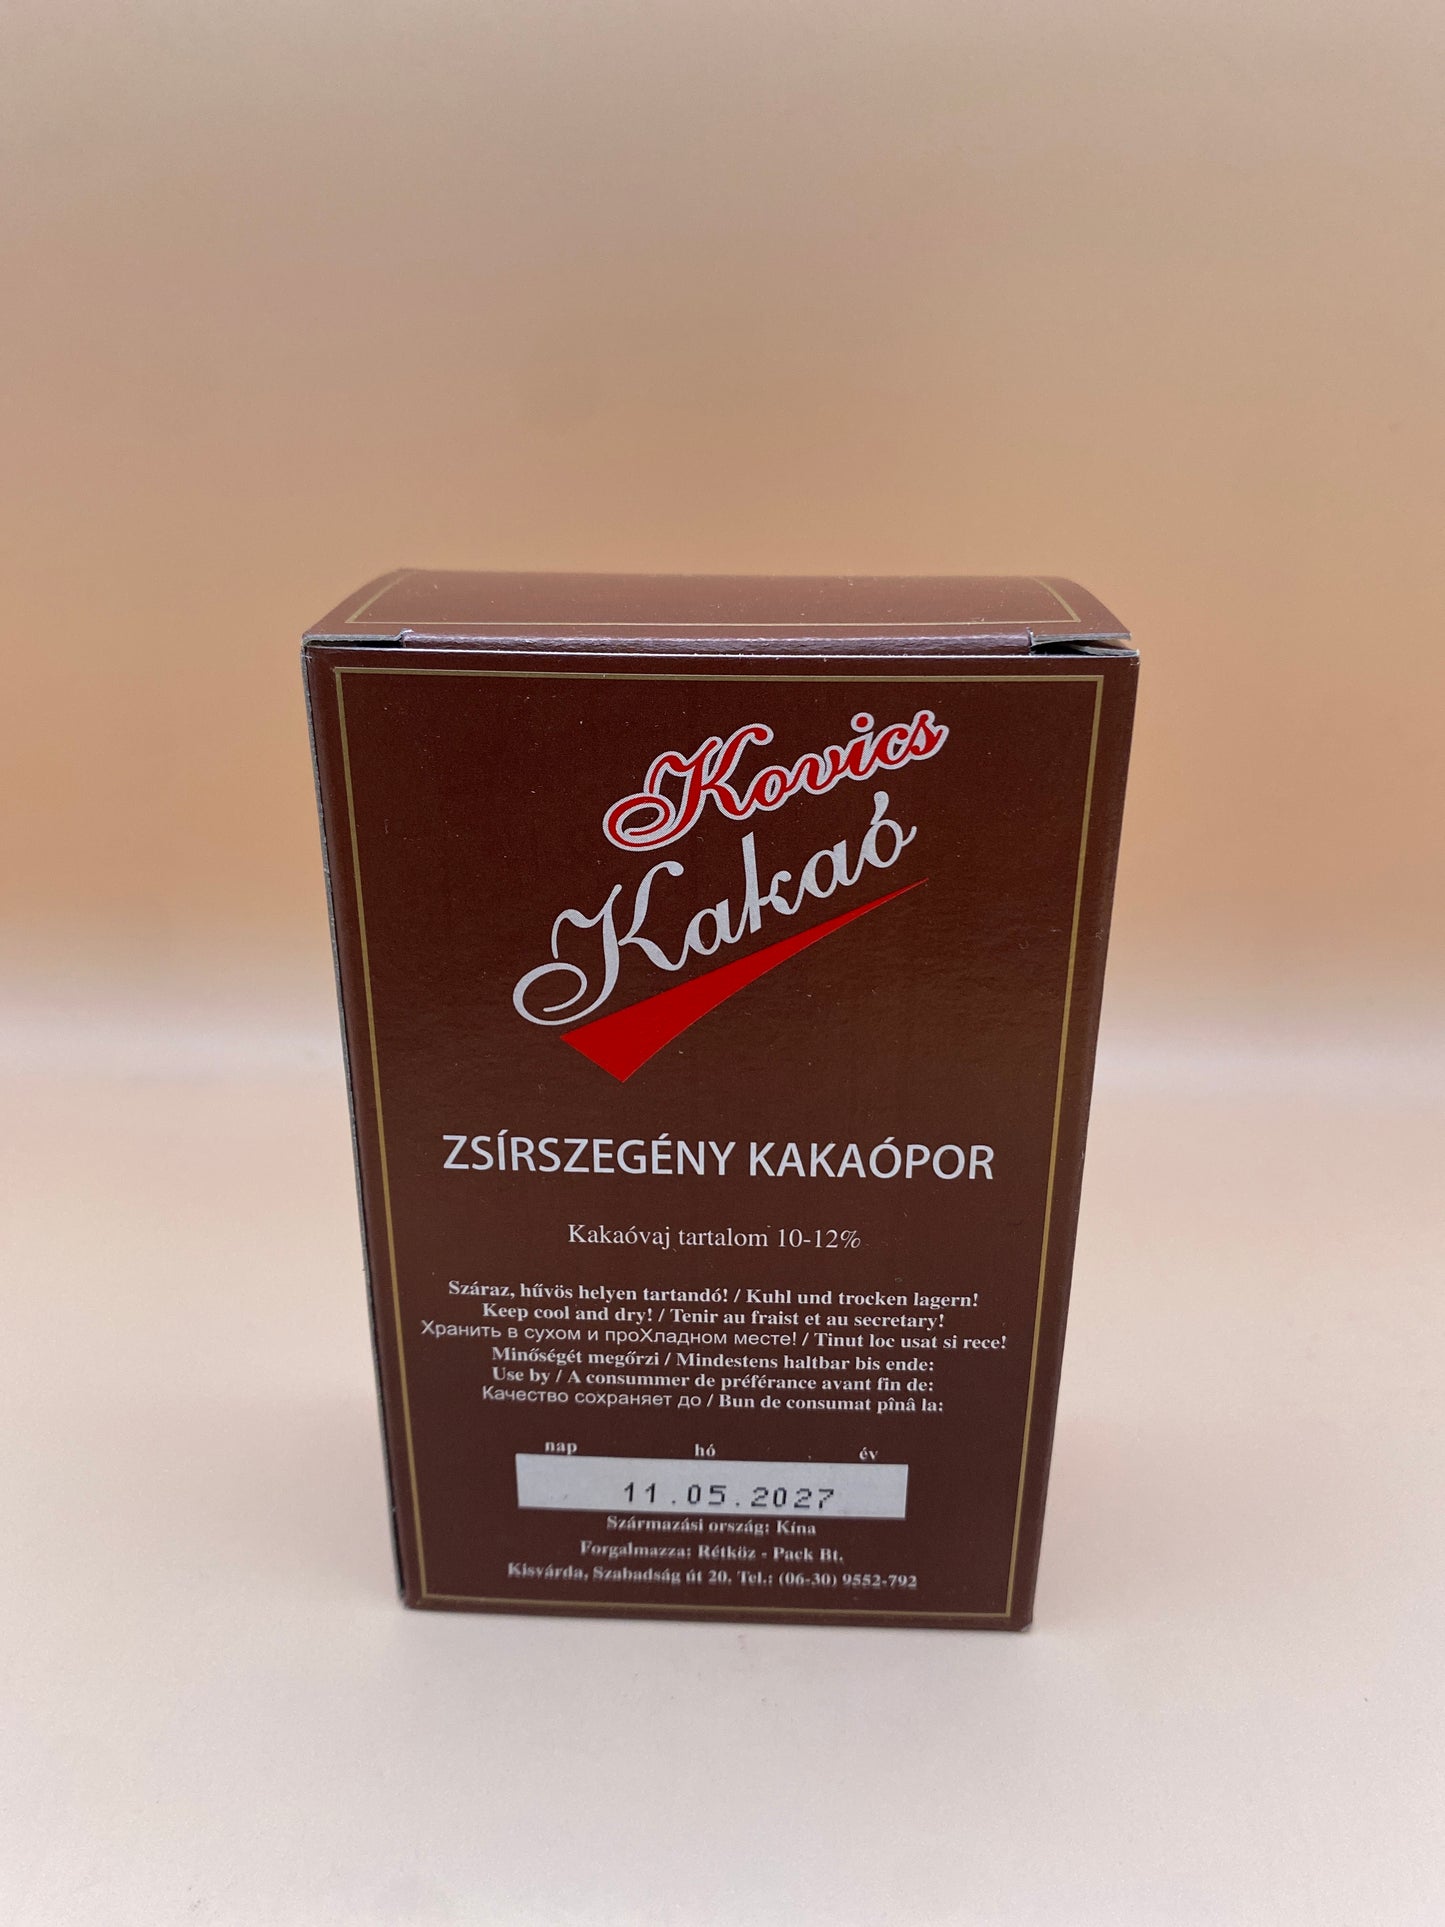 Kovics
Kakaó
ZSÍRSZEGÉNY KAKAÓPOR
Kakaóvaj tartalom 10-12%
Száraz, hűvös helyen tartandó! / Kuhl und trocken lagern!
Keep cool and dry! / Tenir au fraist et au secretary!
Хранить в сухом и проХладном месте! / Tinut loc usat si rece!
Minőségét megőrzi / Mindestens haltbar bis ende:
Use by / A consummer de préférance avant fin de:
Качество сохраняет до / Bun de consumat pînâ la:
nap hó év
11.05.2027
Származási ország: Kína
Forgalmazza: Rétköz - Pack Bt.
Kisvárda, Szabadság út 20. Tel.: (06-30) 9552-792